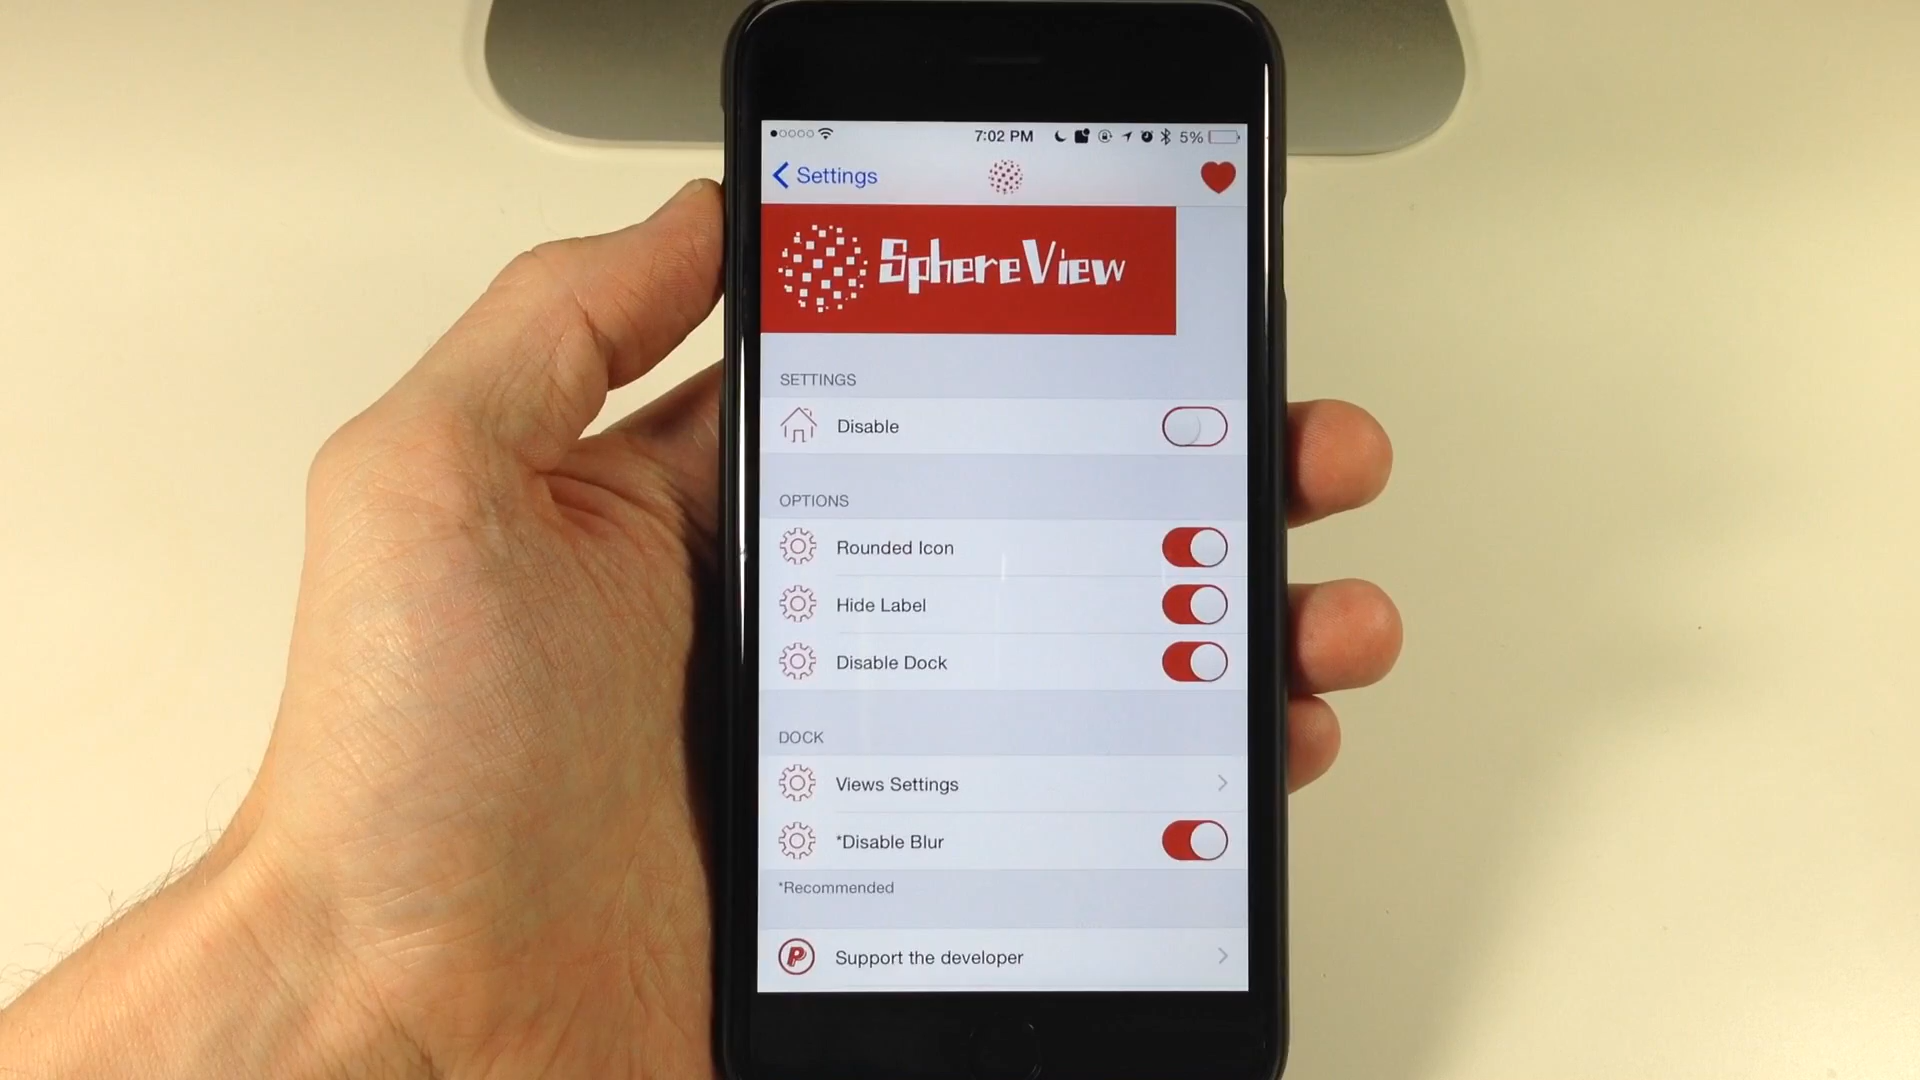 7:02 PM 5%
Settings
SphereView
SETTINGS
Disable
OPTIONS
Rounded Icon
Hide Label
Disable Dock
DOCK
Views Settings
*Disable Blur
*Recommended
Support the developer